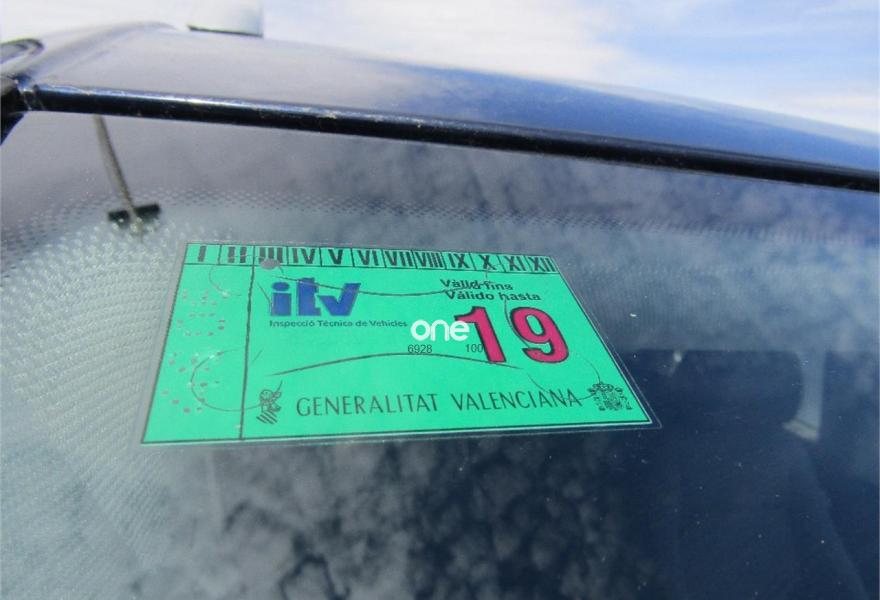 I II III IV V VI VII VIII IX X XI XII
itv
Vàlid fins
Válido hasta
Inspecció Técnica de Vehicles
one
19
6928 100
GENERALITAT VALENCIANA